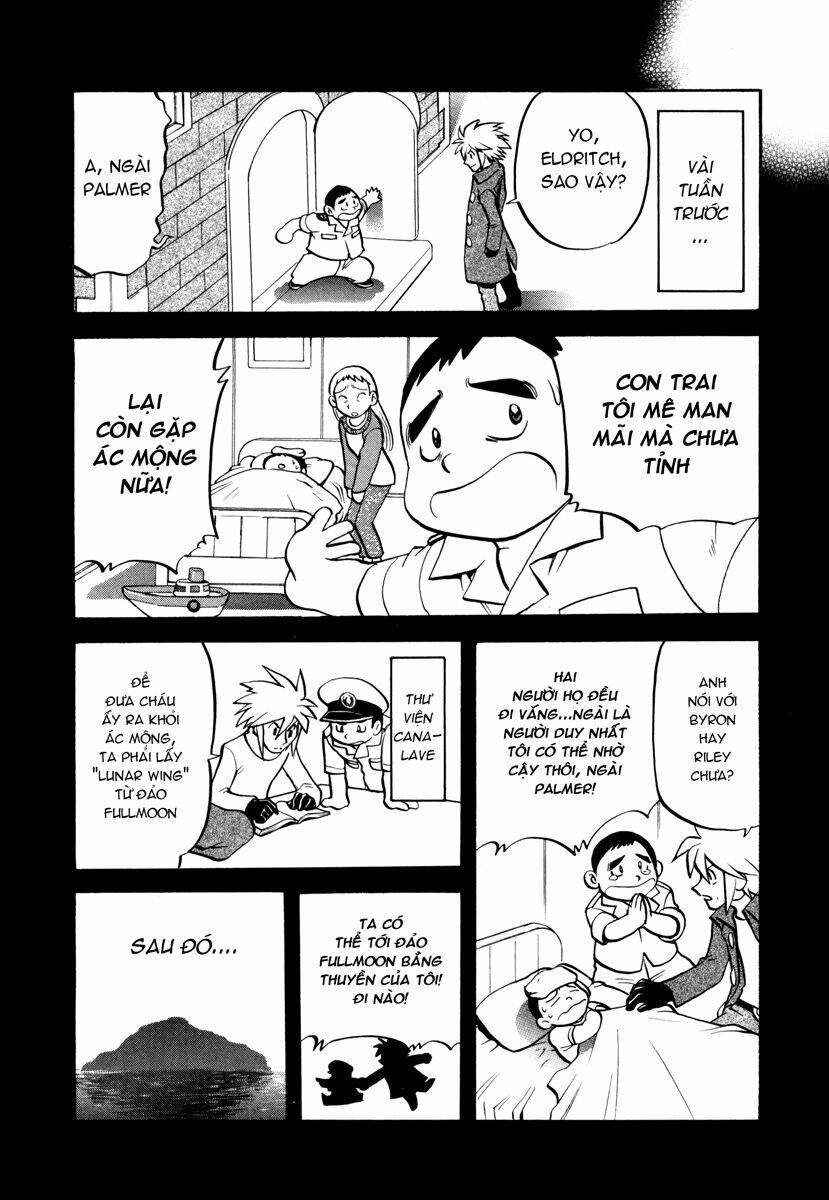 VÀI
TUẦN
TRƯỚC
...
YO,
ELDRITCH,
SAO VẬY?
A, NGÀI
PALMER
CON TRAI
TÔI MÊ MAN
MÃI MÀ CHƯA
TỈNH
LẠI
CÒN GẶP
ÁC MỘNG
NỮA!
ANH
NÓI VỚI
BYRON
HAY
RILEY
CHƯA?
HAI
NGƯỜI HỌ ĐỀU
ĐI VẮNG...NGÀI LÀ
NGƯỜI DUY NHẤT
TÔI CÓ THỂ NHỜ
CẬY THÔI, NGÀI
PALMER!
THƯ
VIỆN
CANA-
LAVE
ĐỂ
ĐƯA CHÁU
ẤY RA KHỎI
ÁC MỘNG,
TA PHẢI LẤY
"LUNAR WING"
TỪ ĐẢO
FULLMOON
TA CÓ
THỂ TỚI ĐẢO
FULLMOON BẰNG
THUYỀN CỦA TÔI!
ĐI NÀO!
SAU ĐÓ....